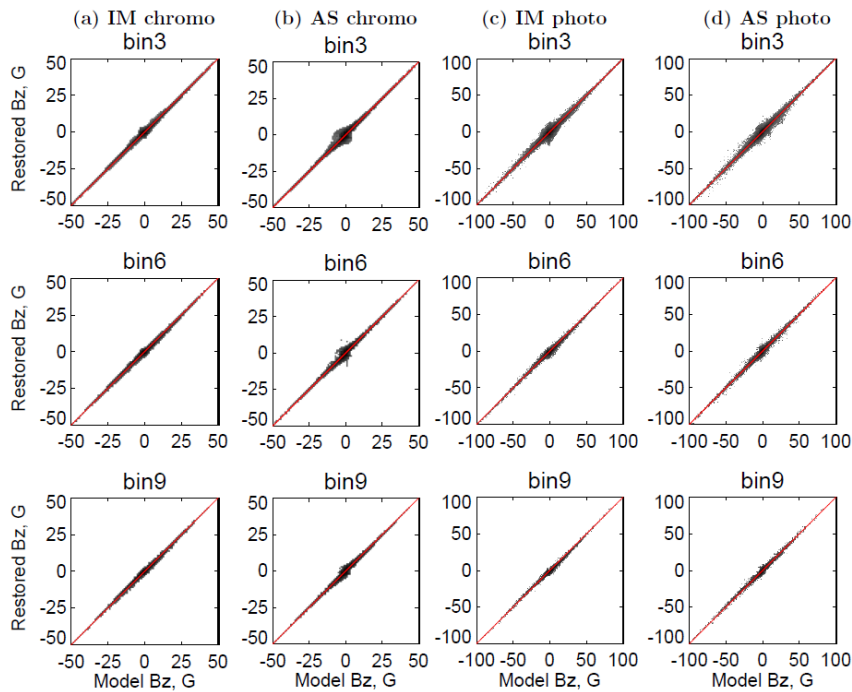 (a) IM chromo (b) AS chromo (c) IM photo (d) AS photo
bin3 bin3 bin3 bin3
50 50 100 100
25 25 50 50
0 0 0 0
-25 -25 -50 -50
-50 -50 -100 -100
Restored Bz, G
-50 -25 0 25 50 -50 -25 0 25 50 -100 -50 0 50 100 -100 -50 0 50 100
bin6 bin6 bin6 bin6
50 50 100 100
25 25 50 50
0 0 0 0
-25 -25 -50 -50
-50 -50 -100 -100
Restored Bz, G
-50 -25 0 25 50 -50 -25 0 25 50 -100 -50 0 50 100 -100 -50 0 50 100
bin9 bin9 bin9 bin9
50 50 100 100
25 25 50 50
0 0 0 0
-25 -25 -50 -50
-50 -50 -100 -100
Restored Bz, G
-50 -25 0 25 50 -50 -25 0 25 50 -100 -50 0 50 100 -100 -50 0 50 100
Model Bz, G Model Bz, G Model Bz, G Model Bz, G